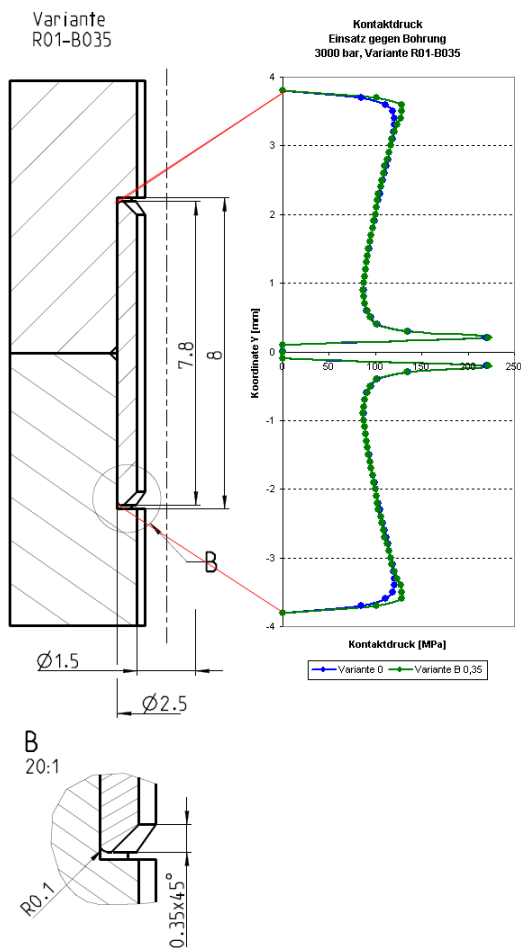 Variante
R01-B035
Kontaktdruck
Einsatz gegen Bohrung
3000 bar, Variante R01-B035
4
3
2
1
0
-1
-2
-3
-4
0 50 100 150 200 250
Koordinate Y [mm]
Kontaktdruck [MPa]
Variante 0 Variante B 0,35
7.8
8
B
Ø1.5
Ø2.5
B
20:1
R0.1
0.35x45°